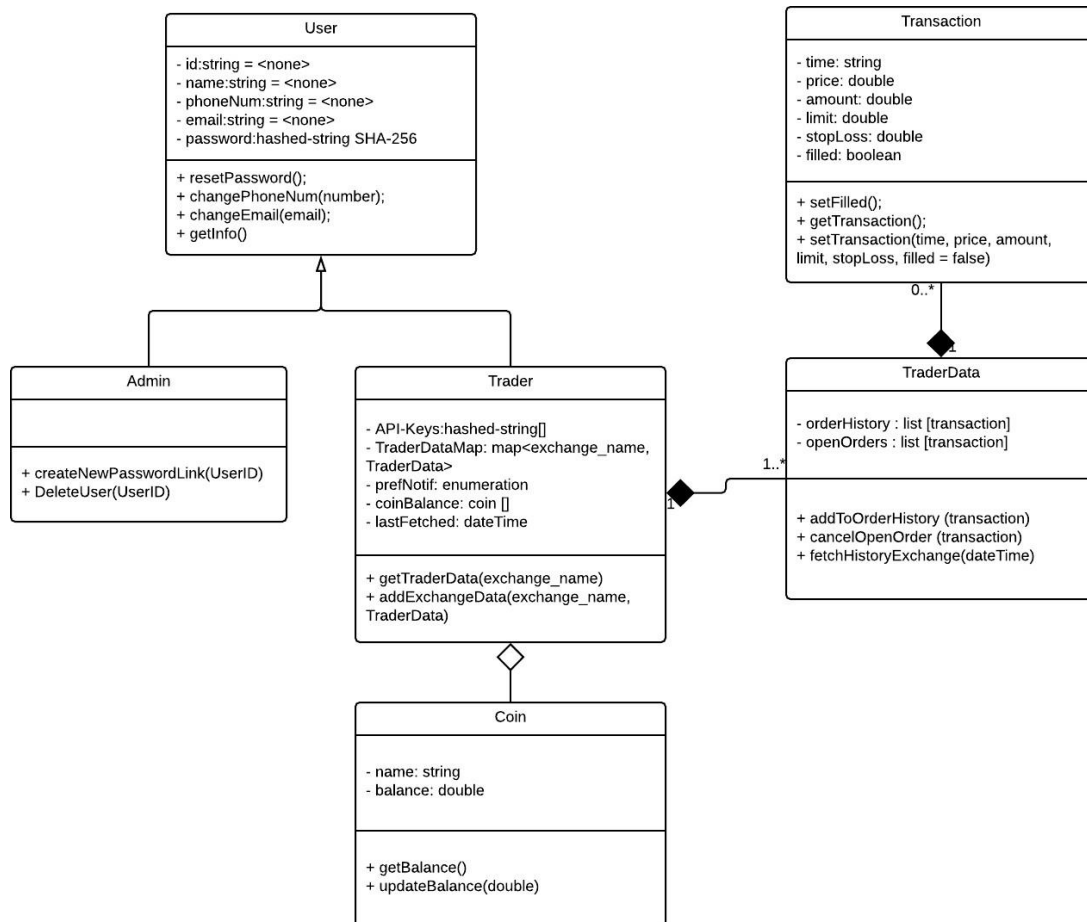 User
- id:string = <none>
- name:string = <none>
- phoneNum:string = <none>
- email:string = <none>
- password:hashed-string SHA-256
+ resetPassword();
+ changePhoneNum(number);
+ changeEmail(email);
+ getInfo()
Transaction
- time: string
- price: double
- amount: double
- limit: double
- stopLoss: double
- filled: boolean
+ setFilled();
+ getTransaction();
+ setTransaction(time, price, amount,
limit, stopLoss, filled = false)
0..*
1
Admin
+ createNewPasswordLink(UserID)
+ DeleteUser(UserID)
Trader
- API-Keys:hashed-string[]
- TraderDataMap: map<exchange_name,
TraderData>
- prefNotif: enumeration
- coinBalance: coin []
- lastFetched: dateTime
+ getTraderData(exchange_name)
+ addExchangeData(exchange_name,
TraderData)
1
1..*
TraderData
- orderHistory : list [transaction]
- openOrders : list [transaction]
+ addToOrderHistory (transaction)
+ cancelOpenOrder (transaction)
+ fetchHistoryExchange(dateTime)
Coin
- name: string
- balance: double
+ getBalance()
+ updateBalance(double)